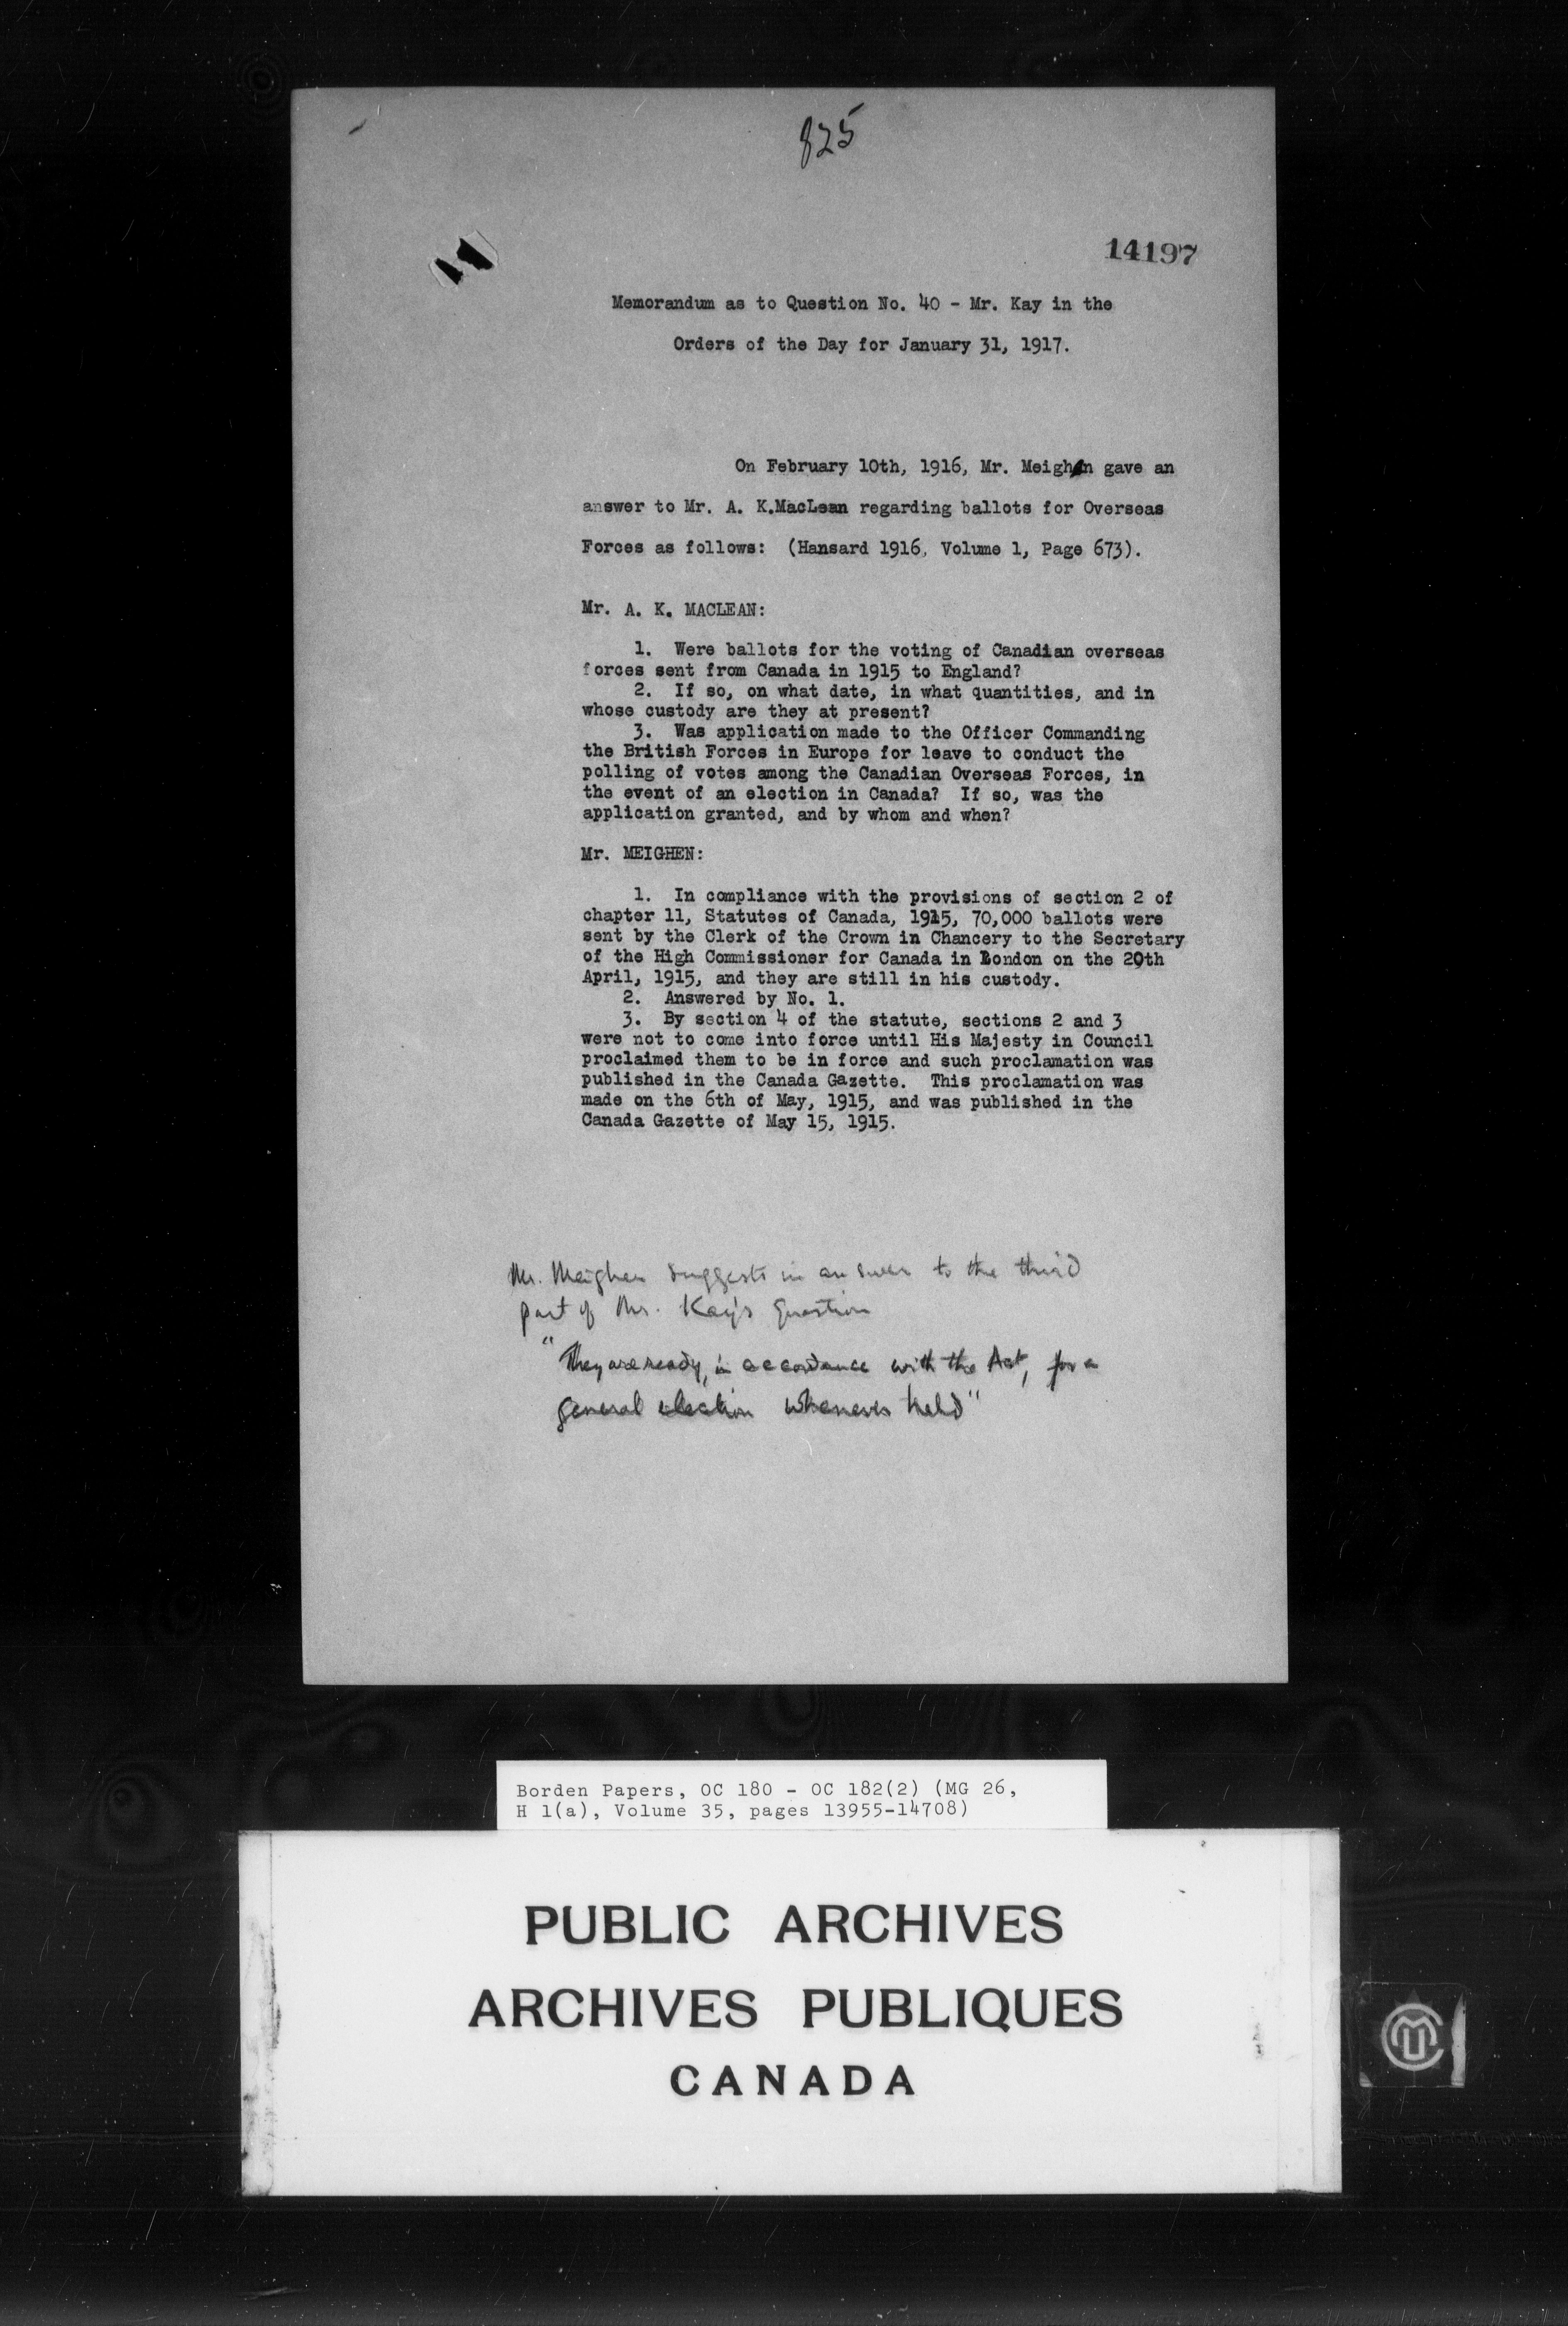 825
14197
Memorandum as to Question No. 40 - Mr. Kay in the
Orders of the Day for January 31, 1917.
On February 10th, 1916, Mr. Meighen gave an
answer to Mr. A. K.MacLean regarding ballots for Overseas
Forces as follows: (Hansard 1916, Volume 1, Page 673).
Mr. A. K. MACLEAN:
1. Were ballots for the voting of Canadian overseas
forces sent from Canada in 1915 to England?
2. If so, on what date, in what quantities, and in
whose custody are they at present?
3. Was application made to the Officer Commanding
the British Forces in Europe for leave to conduct the
polling of votes among the Canadian Overseas Forces, in
the event of an election in Canada? If so, was the
application granted, and by whom and when?
Mr. MEIGHEN:
1. In compliance with the provisions of section 2 of
chapter 11, Statutes of Canada, 1915, 70,000 ballots were
sent by the Clerk of the Crown in Chancery to the Secretary
of the High Commissioner for Canada in London on the 29th
April, 1915, and they are still in his custody.
2. Answered by No. 1.
3. By section 4 of the statute, sections 2 and 3
were not to come into force until His Majesty in Council
proclaimed them to be in force and such proclamation was
published in the Canada Gazette. This proclamation was
made on the 6th of May, 1915, and was published in the
Canada Gazette of May 15, 1915.
Mr. Meighen suggests in answer to the third
part of Mr. Kay's Question
"They are ready, in accordance with the Act, for a
general election whenever held"
Borden Papers, OC 180 - OC 182(2) (MG 26,
H 1(a), Volume 35, pages 13955-14708)
PUBLIC ARCHIVES
ARCHIVES PUBLIQUES
CANADA